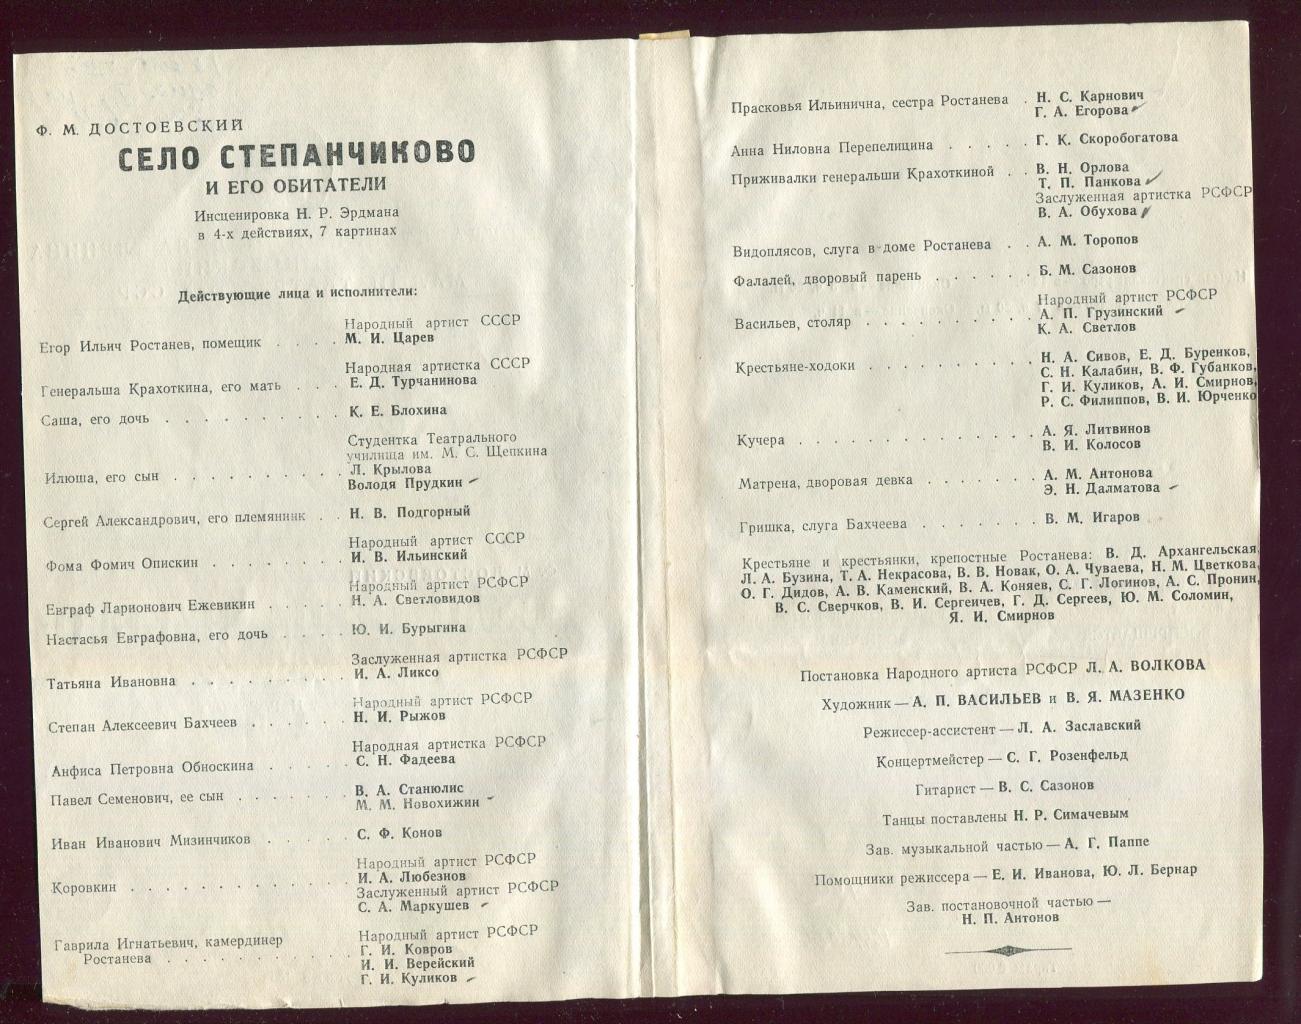 Ф. М. ДОСТОЕВСКИЙ
СЕЛО СТЕПАНЧИКОВО
И ЕГО ОБИТАТЕЛИ
Инсценировка Н. Р. Эрдмана
в 4-х действиях, 7 картинах
Действующие лица и исполнители:
Народный артист СССР
Егор Ильич Ростанев, помещик . . . . М. И. Царев
Народная артистка СССР
Генеральша Крахоткина, его мать . . . Е. Д. Турчанинова
Саша, его дочь . . . . . . . . . . К. Е. Блохина
Студентка Театрального
училища им. М. С. Щепкина
Л. Крылова
Илюша, его сын . . . . . . . . . . Володя Прудкин
Сергей Александрович, его племянник . . Н. В. Подгорный
Народный артист СССР
Фома Фомич Опискин . . . . . . . . И. В. Ильинский
Народный артист РСФСР
Евграф Ларионович Ежевикин . . . . . Н. А. Светловидов
Настасья Евграфовна, его дочь . . . . Ю. И. Бурыгина
Заслуженная артистка РСФСР
Татьяна Ивановна . . . . . . . . . И. А. Ликсо
Народный артист РСФСР
Степан Алексеевич Бахчеев . . . . . . Н. И. Рыжов
Народная артистка РСФСР
Анфиса Петровна Обноскина . . . . . С. Н. Фадеева
Павел Семенович, ее сын . . . . . . . В. А. Станюлис
М. М. Новохижин
Иван Иванович Мизинчиков . . . . . С. Ф. Конов
Народный артист РСФСР
И. А. Любезнов
Коровкин . . . . . . . . . . . . . Заслуженный артист РСФСР
С. А. Маркушев
Народный артист РСФСР
Гаврила Игнатьевич, камердинер
Ростанева . . . . . . . . . . . Г. И. Ковров
И. И. Верейский
Г. И. Куликов
Прасковья Ильинична, сестра Ростанева . Н. С. Карнович
Г. А. Егорова
Анна Ниловна Перепелицина . . . . . Г. К. Скоробогатова
Приживалки генеральши Крахоткиной . . В. Н. Орлова
Т. П. Панкова
Заслуженная артистка РСФСР
В. А. Обухова
Видоплясов, слуга в доме Ростанева . . А. М. Торопов
Фалалей, дворовый парень . . . . . . Б. М. Сазонов
Народный артист РСФСР
Васильев, столяр . . . . . . . . . . А. П. Грузинский
К. А. Светлов
Крестьяне-ходоки . . . . . . . . . . Н. А. Сивов, Е. Д. Буренков,
С. Н. Калабин, В. Ф. Губанков,
Г. И. Куликов, А. И. Смирнов,
Р. С. Филиппов, В. И. Юрченко
Кучера . . . . . . . . . . . . . . А. Я. Литвинов
В. И. Колосов
Матрена, дворовая девка . . . . . . . А. М. Антонова
Э. Н. Далматова
Гришка, слуга Бахчеева . . . . . . . В. М. Игаров
Крестьяне и крестьянки, крепостные Ростанева: В. Д. Архангельская,
Л. А. Бузина, Т. А. Некрасова, В. В. Новак, О. А. Чуваева, Н. М. Цветкова,
О. Г. Дидов, А. В. Каменский, В. А. Коняев, С. Г. Логинов, А. С. Пронин,
В. С. Сверчков, В. И. Сергеичев, Г. Д. Сергеев, Ю. М. Соломин,
Я. И. Смирнов
Постановка Народного артиста РСФСР Л. А. ВОЛКОВА
Художник — А. П. ВАСИЛЬЕВ и В. Я. МАЗЕНКО
Режиссер-ассистент — Л. А. Заславский
Концертмейстер — С. Г. Розенфельд
Гитарист — В. С. Сазонов
Танцы поставлены Н. Р. Симачевым
Зав. музыкальной частью — А. Г. Паппе
Помощники режиссера — Е. И. Иванова, Ю. Л. Бернар
Зав. постановочной частью —
Н. П. Антонов